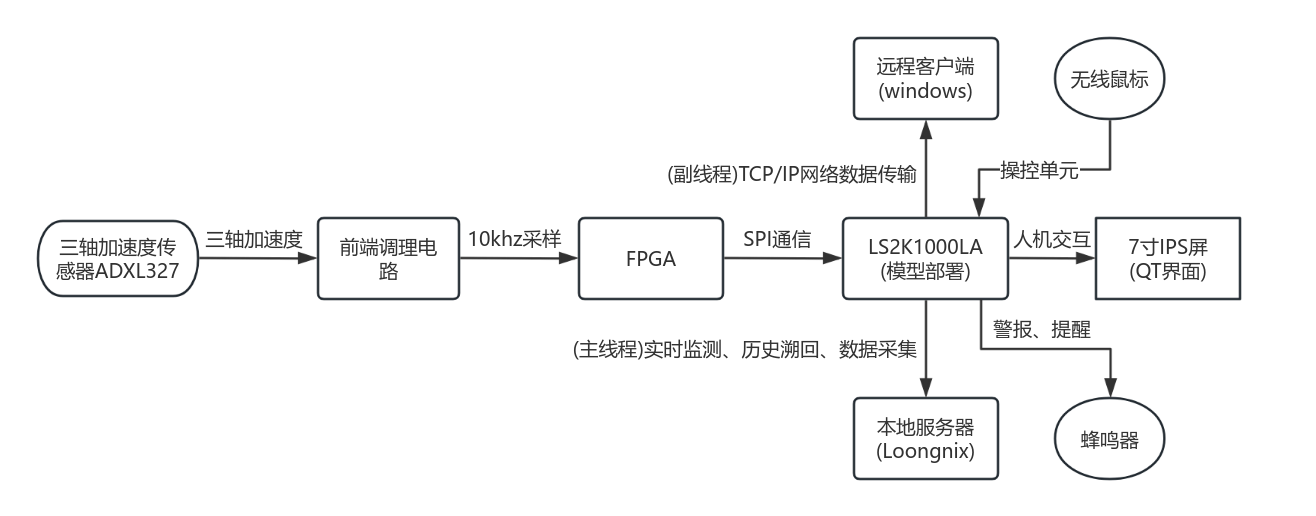 远程客户端
(windows)
无线鼠标
(副线程)TCP/IP网络数据传输
操控单元
三轴加速度传
感器ADXL327
三轴加速度
前端调理电
路
10khz采样
FPGA
SPI通信
LS2K1000LA
(模型部署)
人机交互
7寸IPS屏
(QT界面)
(主线程)实时监测、历史溯回、数据采集
警报、提醒
本地服务器
(Loongnix)
蜂鸣器